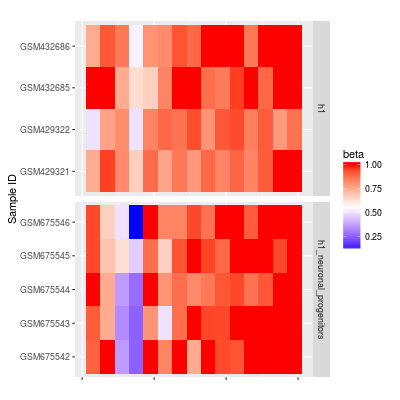 GSM432686
GSM432685
GSM429322
GSM429321
h1
GSM675546
GSM675545
GSM675544
GSM675543
GSM675542
h1_neuronal_progenitors
Sample ID
beta
1.00
0.75
0.50
0.25